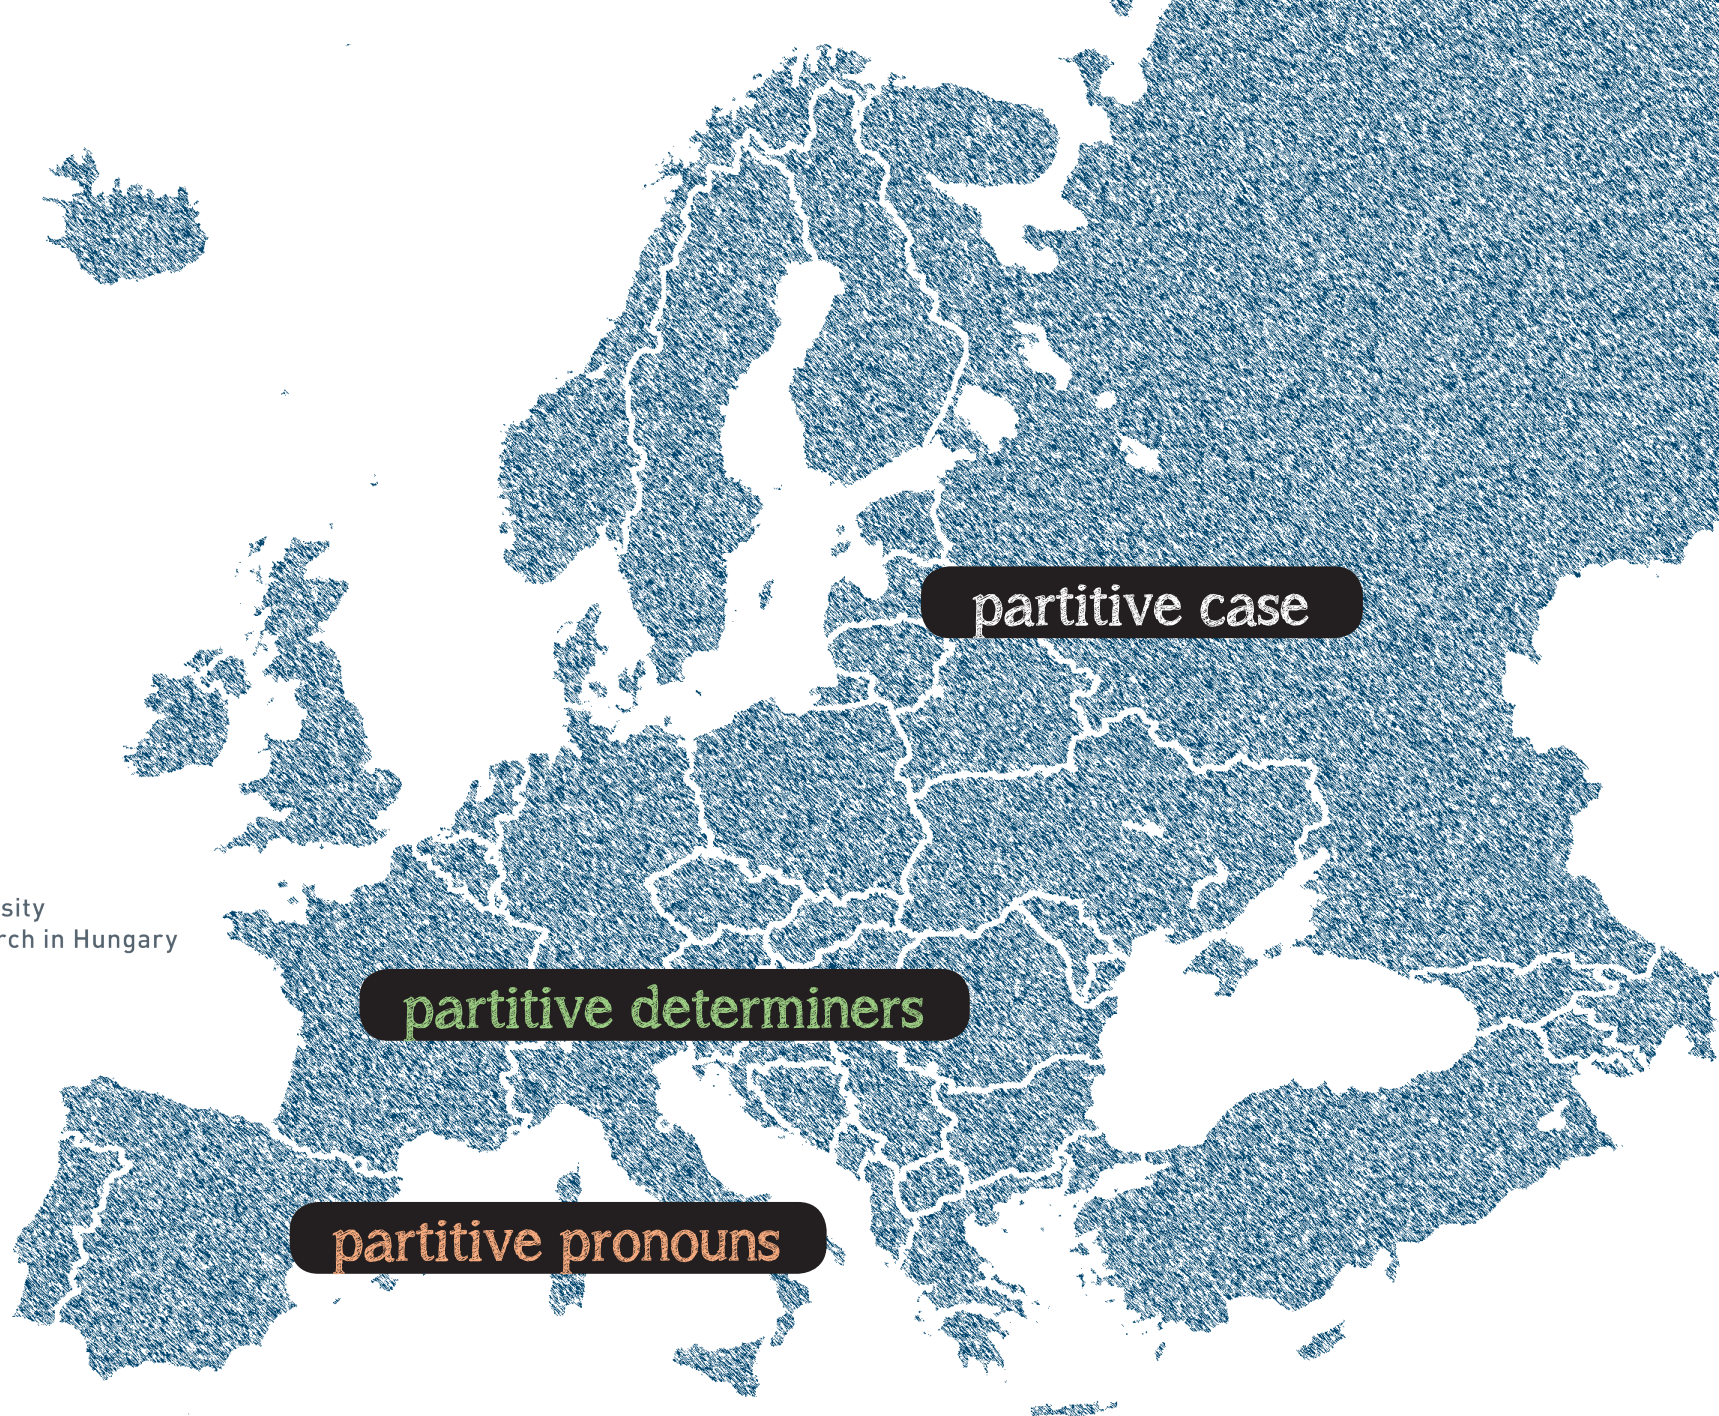 partitive case
sity
rch in Hungary
partitive determiners
partitive pronouns